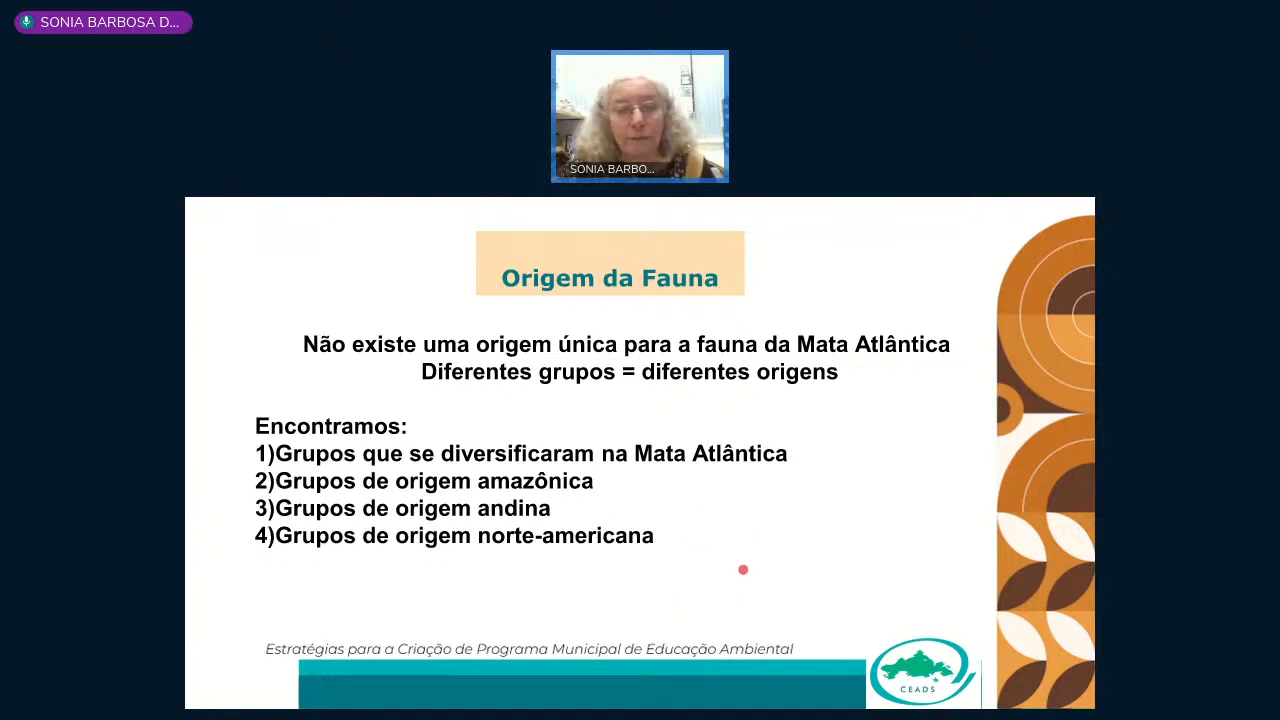 SONIA BARBOSA D...
SONIA BARBO...
Origem da Fauna
Não existe uma origem única para a fauna da Mata Atlântica
Diferentes grupos = diferentes origens
Encontramos:
1)Grupos que se diversificaram na Mata Atlântica
2)Grupos de origem amazônica
3)Grupos de origem andina
4)Grupos de origem norte-americana
Estratégias para a Criação de Programa Municipal de Educação Ambiental
CEADS